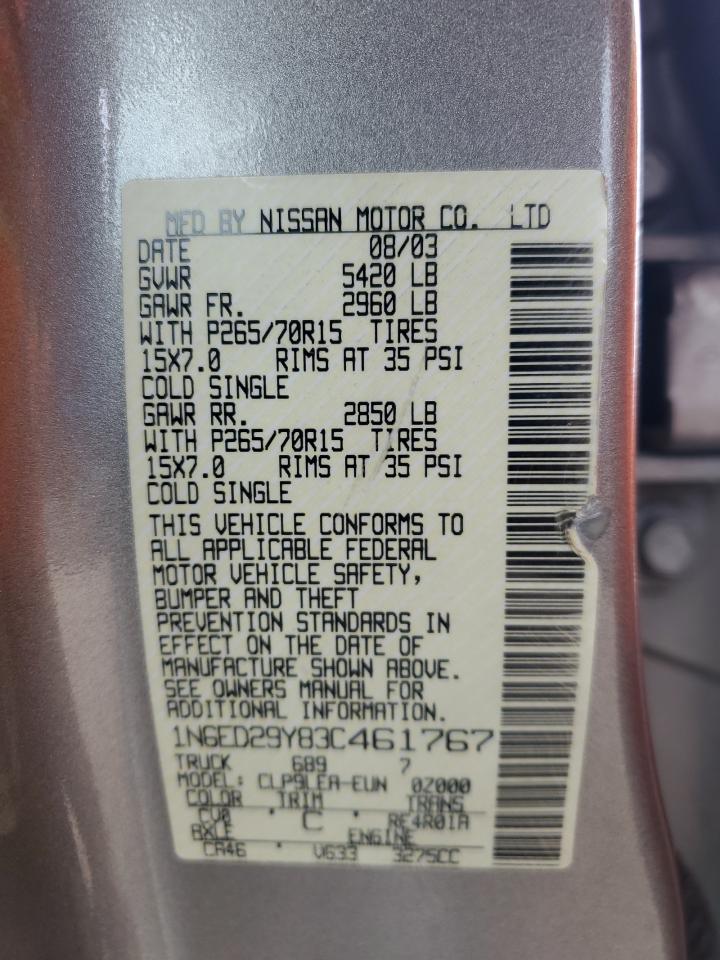 MFD BY NISSAN MOTOR CO. LTD
DATE 08/03
GVWR 5420 LB
GAWR FR. 2960 LB
WITH P265/70R15 TIRES
15X7.0 RIMS AT 35 PSI
COLD SINGLE
GAWR RR. 2850 LB
WITH P265/70R15 TIRES
15X7.0 RIMS AT 35 PSI
COLD SINGLE
THIS VEHICLE CONFORMS TO
ALL APPLICABLE FEDERAL
MOTOR VEHICLE SAFETY,
BUMPER AND THEFT
PREVENTION STANDARDS IN
EFFECT ON THE DATE OF
MANUFACTURE SHOWN ABOVE.
SEE OWNERS MANUAL FOR
ADDITIONAL INFORMATION.
1N6ED29Y83C461767
TRUCK 689 7
MODEL: CLP9LEA-EUN 0Z000
COLOR TRIM TRANS
CV0 * C * RE4R01A
AXLE ENGINE
CA46 * VG33 3275CC